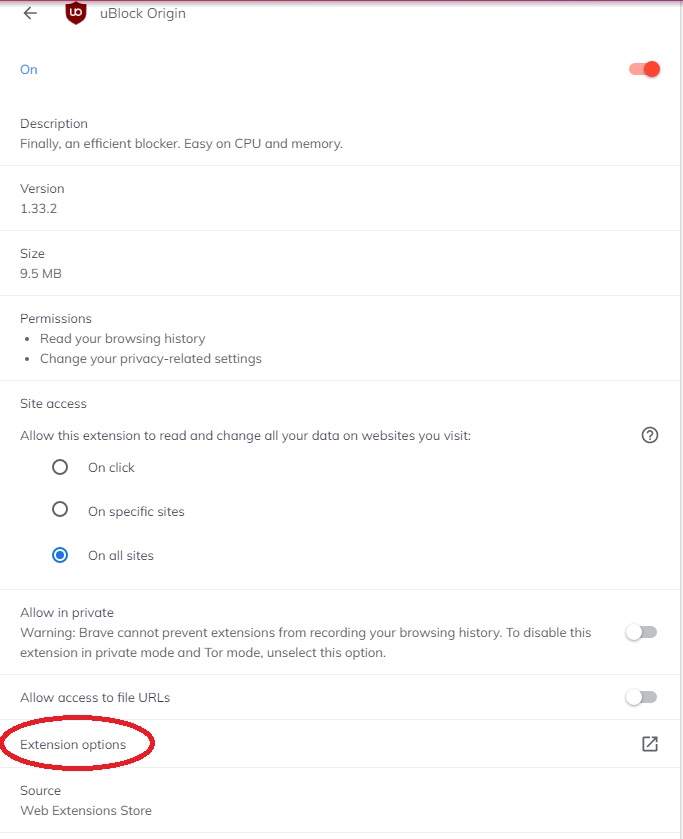 uBlock Origin
On
Description
Finally, an efficient blocker. Easy on CPU and memory.
Version
1.33.2
Size
9.5 MB
Permissions
• Read your browsing history
• Change your privacy-related settings
Site access
Allow this extension to read and change all your data on websites you visit:
On click
On specific sites
On all sites
Allow in private
Warning: Brave cannot prevent extensions from recording your browsing history. To disable this
extension in private mode and Tor mode, unselect this option.
Allow access to file URLs
Extension options
Source
Web Extensions Store